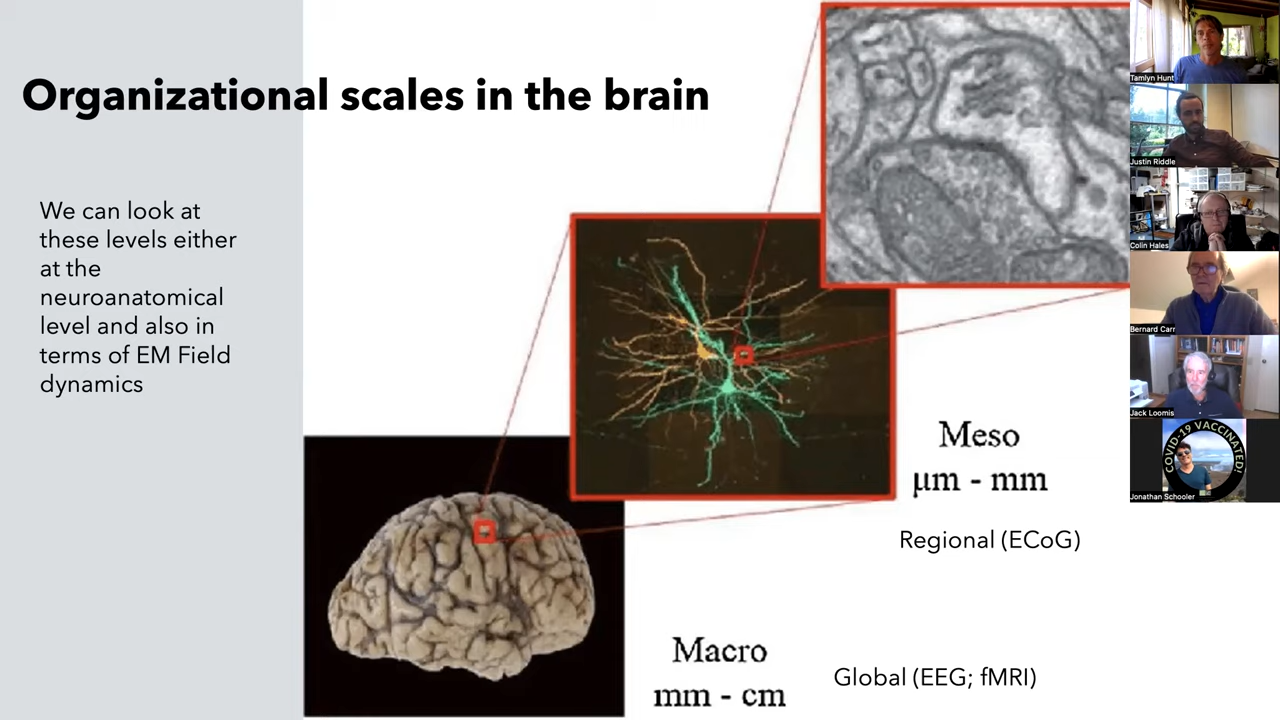 Organizational scales in the brain
We can look at
these levels either
at the
neuroanatomical
level and also in
terms of EM Field
dynamics
Meso
μm - mm
Regional (ECoG)
Macro
mm - cm
Global (EEG; fMRI)
Tamlyn Hunt
Justin Riddle
Colin Hales
Bernard Carr
Jack Loomis
COVID-19 VACCINATED!
Jonathan Schooler